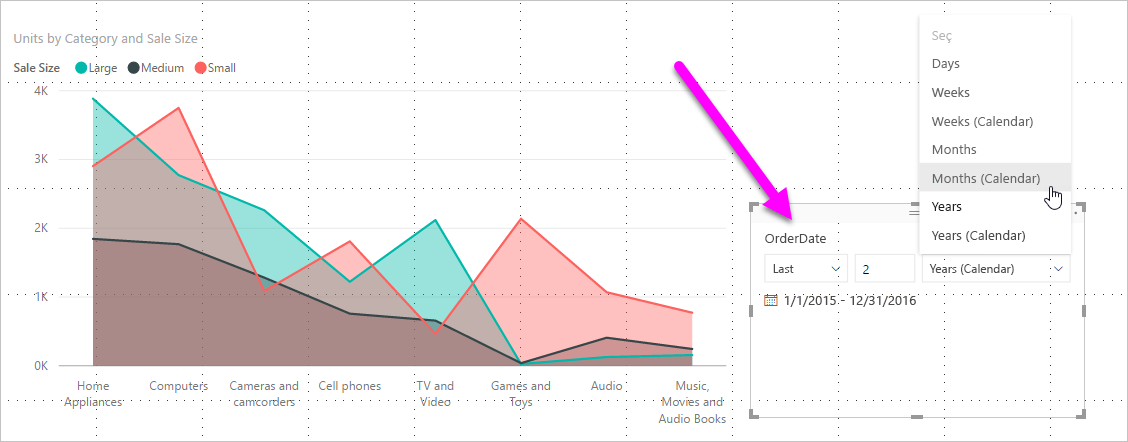 Units by Category and Sale Size
Sale Size Large Medium Small
4K
3K
2K
1K
0K
Home Appliances
Computers
Cameras and camcorders
Cell phones
TV and Video
Games and Toys
Audio
Music, Movies and Audio Books
Seç
Days
Weeks
Weeks (Calendar)
Months
Months (Calendar)
Years
Years (Calendar)
OrderDate
Last 2 Years (Calendar)
1/1/2015 - 12/31/2016